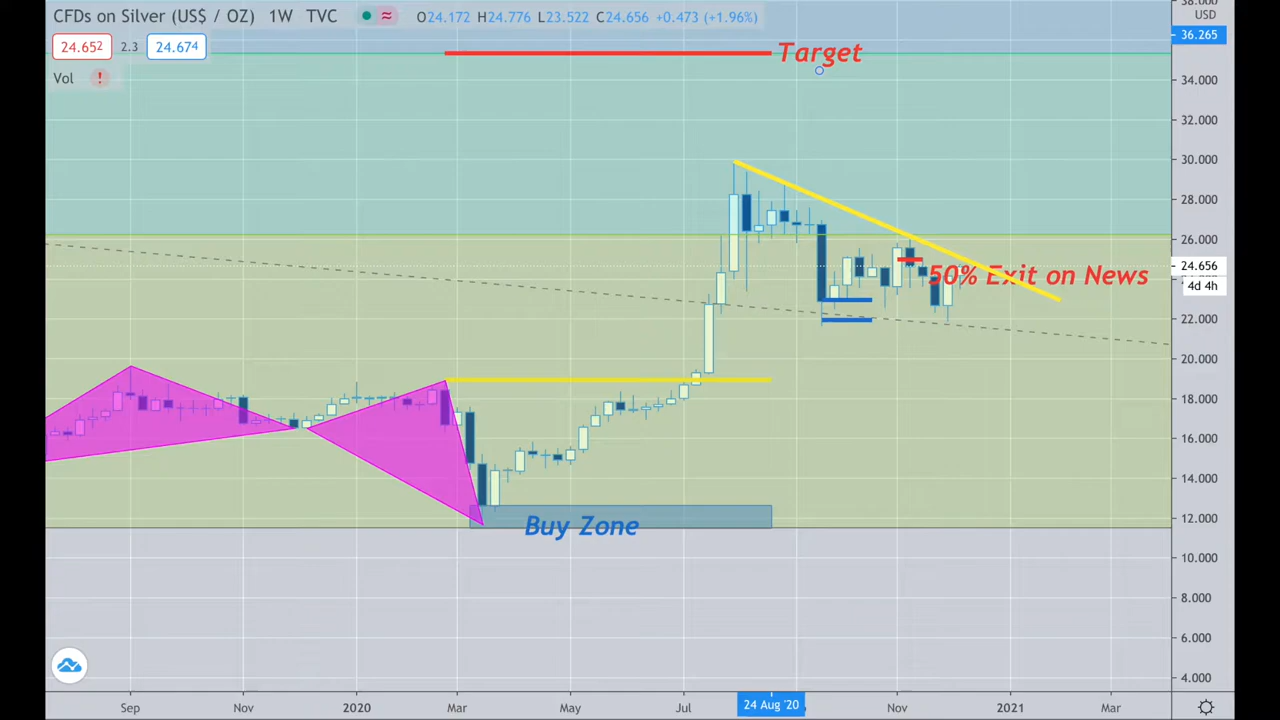 CFDs on Silver (US$ / OZ) 1W TVC O24.172 H24.776 L23.522 C24.656 +0.473 (+1.96%)
USD
36.265
24.652 2.3 24.674
Target
Vol !
34.000
32.000
30.000
28.000
26.000
24.656
50% Exit on News
4d 4h
22.000
20.000
18.000
16.000
14.000
12.000
Buy Zone
10.000
8.000
6.000
4.000
Sep Nov 2020 Mar May Jul 24 Aug '20 Nov 2021 Mar